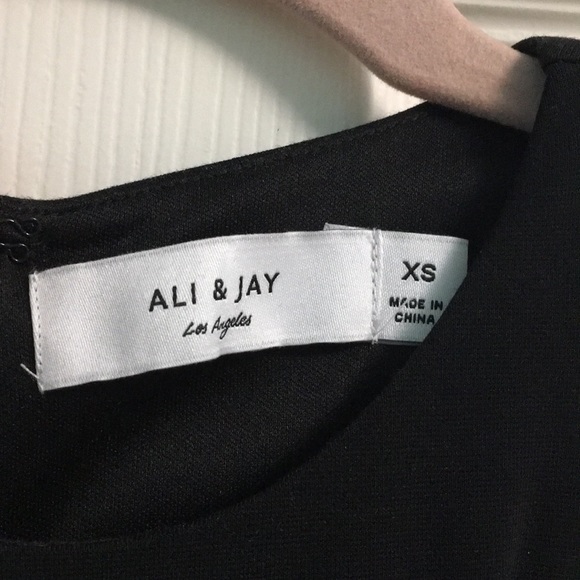 ALI & JAY
Los Angeles
XS
MADE IN
CHINA